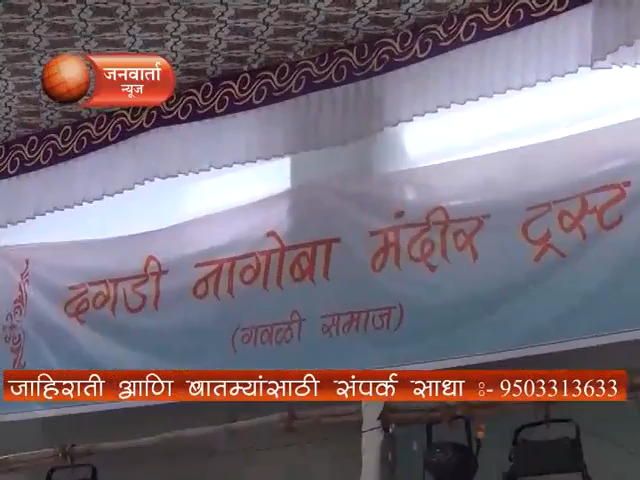 जनवार्ता
न्यूज
दगडी नागोबा मंदीर ट्रस्ट
(गवळी समाज)
जाहिराती आणि बातम्यांसाठी संपर्क साधा ः- 9503313633